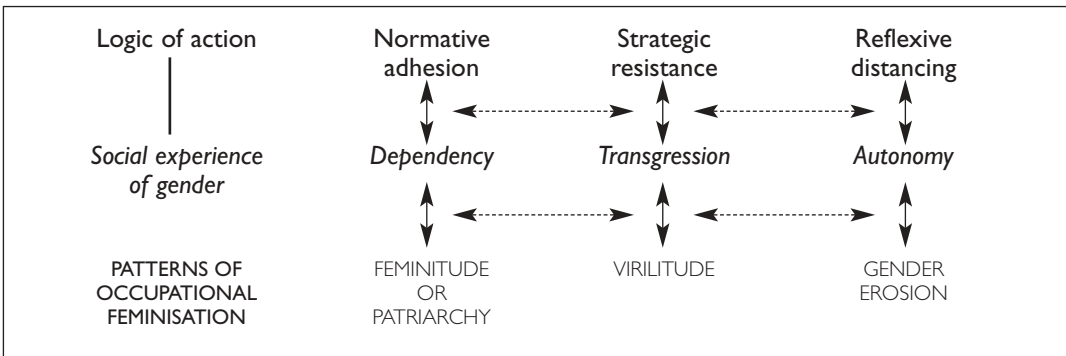 Logic of action
Normative
adhesion
Strategic
resistance
Reflexive
distancing
Social experience
of gender
Dependency
Transgression
Autonomy
PATTERNS OF
OCCUPATIONAL
FEMINISATION
FEMINITUDE
OR
PATRIARCHY
VIRILITUDE
GENDER
EROSION